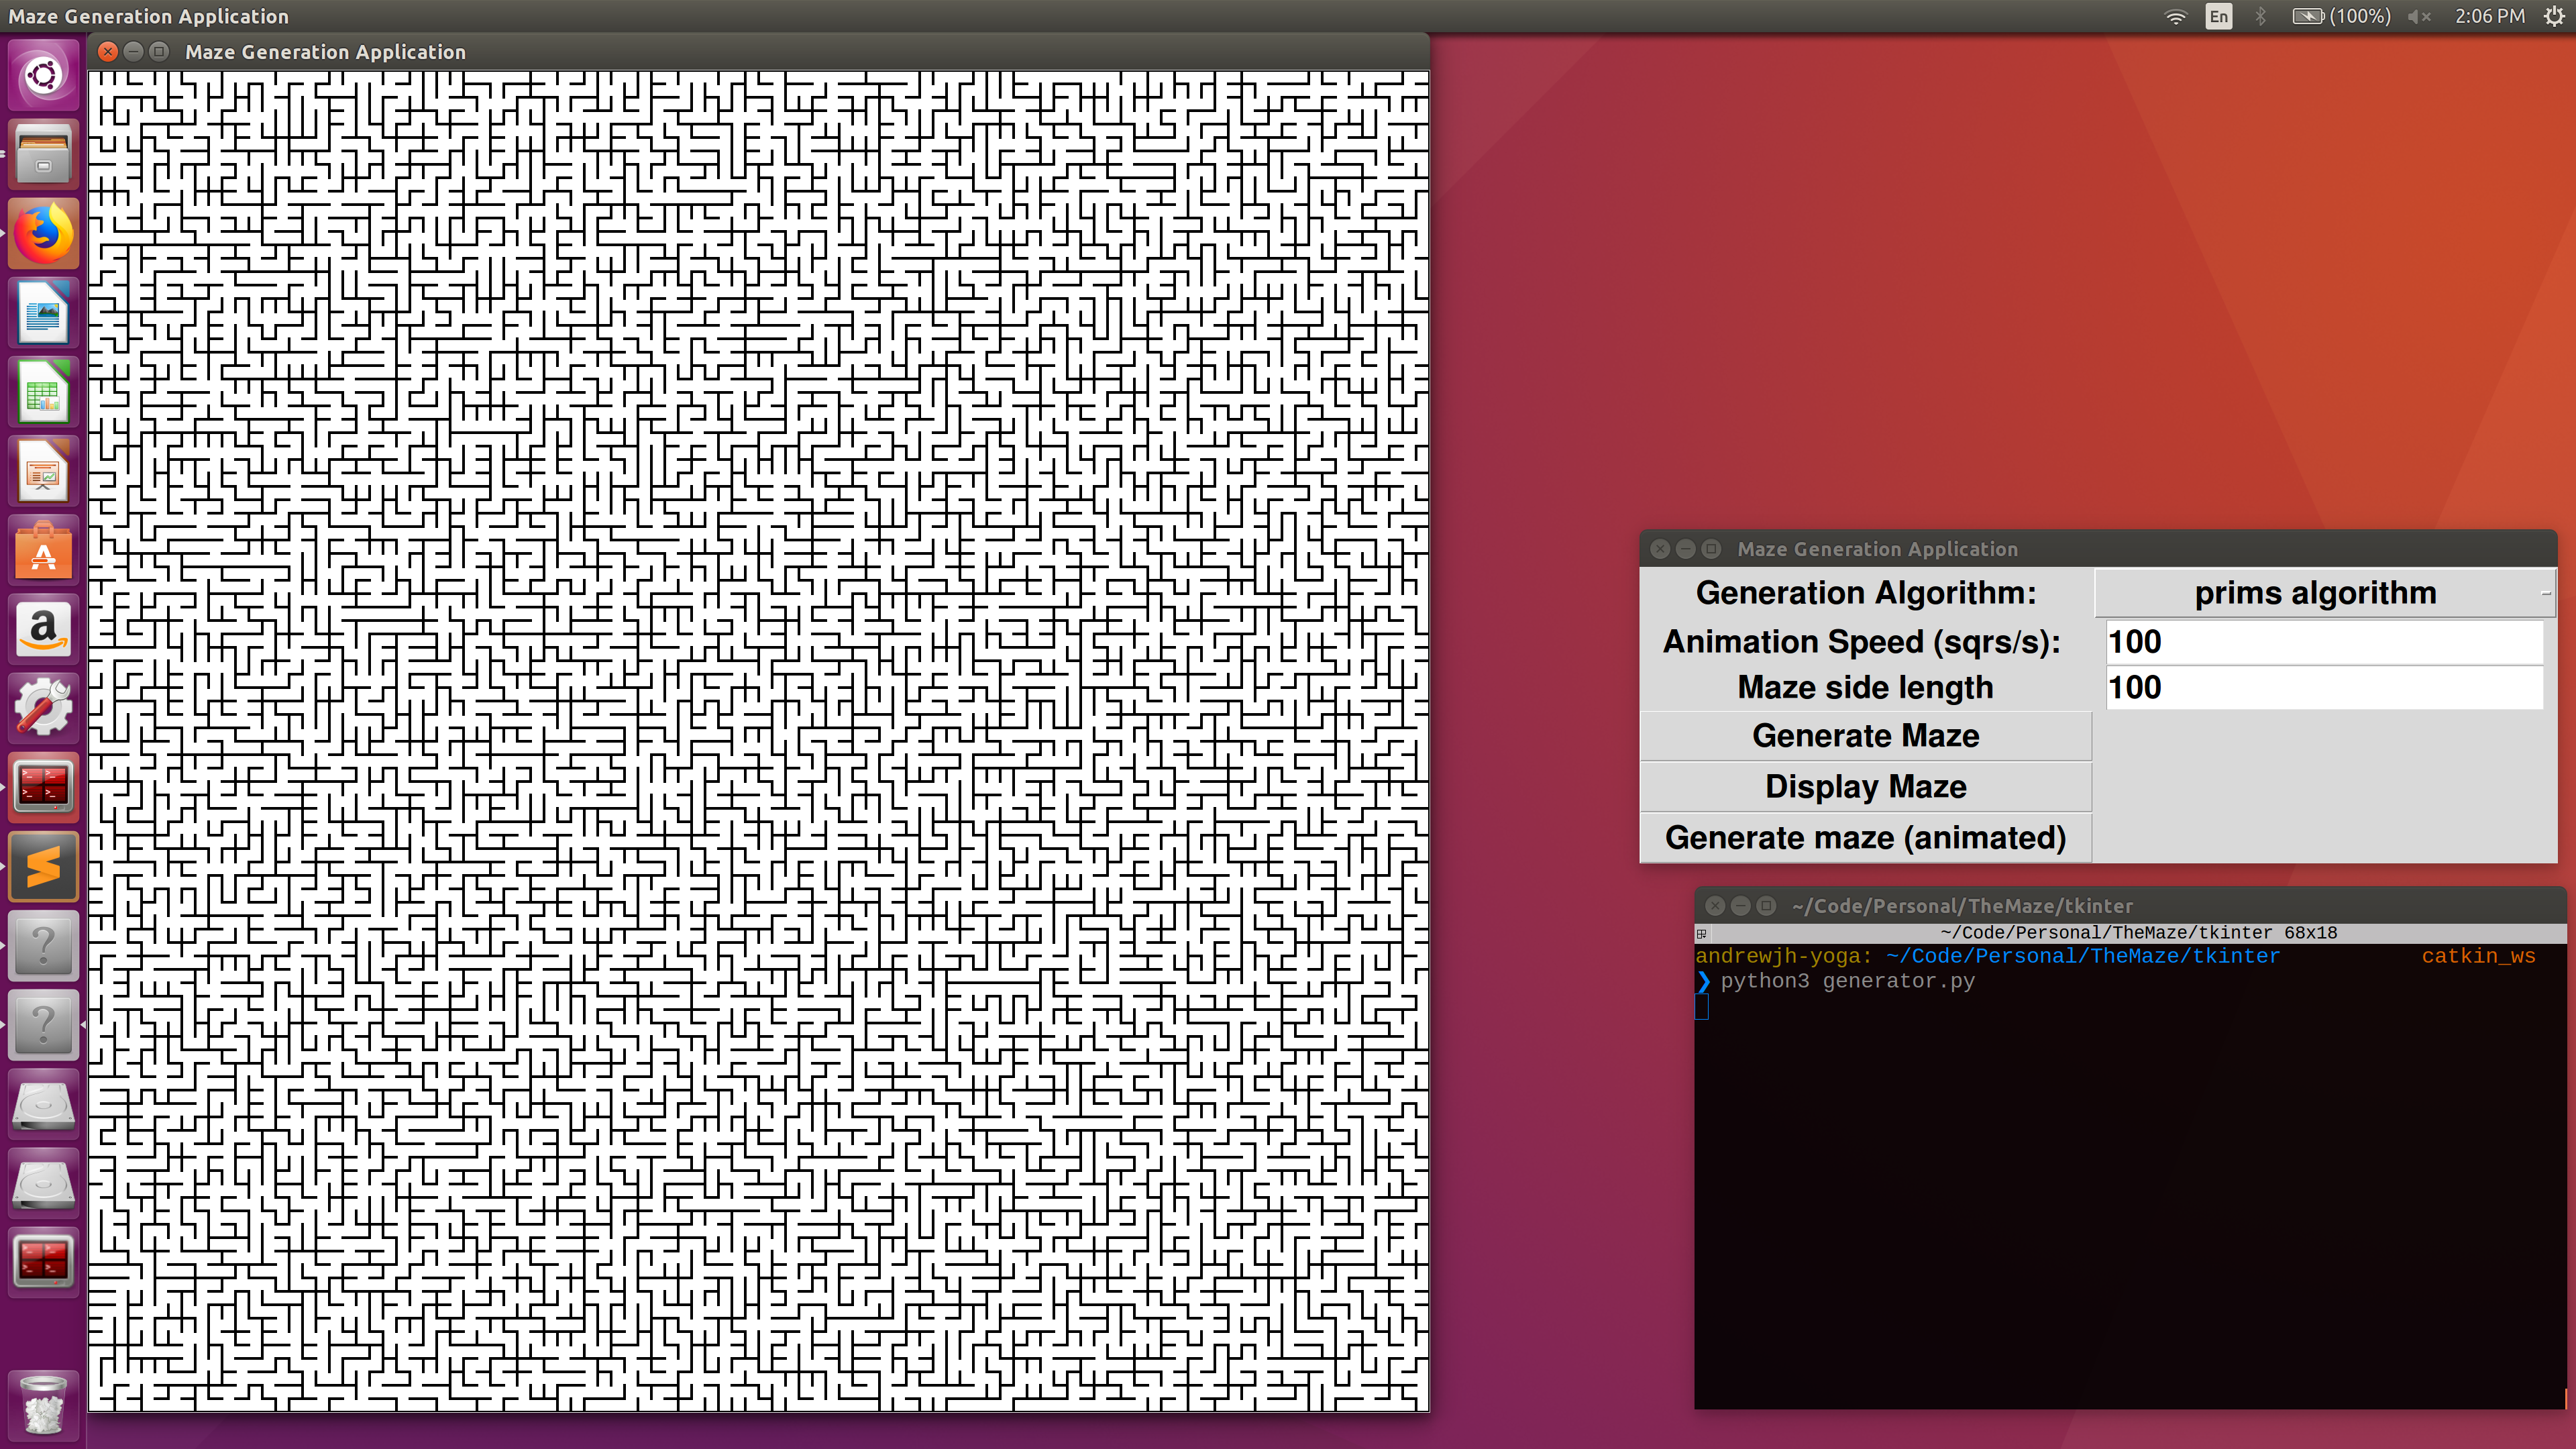 Maze Generation Application
En
(100%)
2:06 PM
Maze Generation Application
Maze Generation Application
Generation Algorithm:
prims algorithm
Animation Speed (sqrs/s):
100
Maze side length
100
Generate Maze
Display Maze
Generate maze (animated)
~/Code/Personal/TheMaze/tkinter
~/Code/Personal/TheMaze/tkinter 68x18
andrewjh-yoga: ~/Code/Personal/TheMaze/tkinter catkin_ws
❯ python3 generator.py